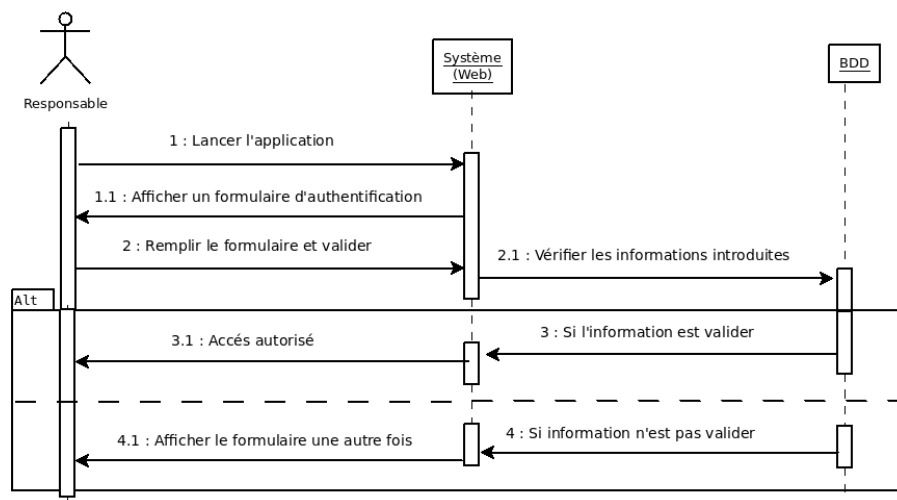 Système
(Web)
BDD
Responsable
1 : Lancer l'application
1.1 : Afficher un formulaire d'authentification
2 : Remplir le formulaire et valider
2.1 : Vérifier les informations introduites
Alt
3 : Si l'information est valider
3.1 : Accés autorisé
4 : Si information n'est pas valider
4.1 : Afficher le formulaire une autre fois